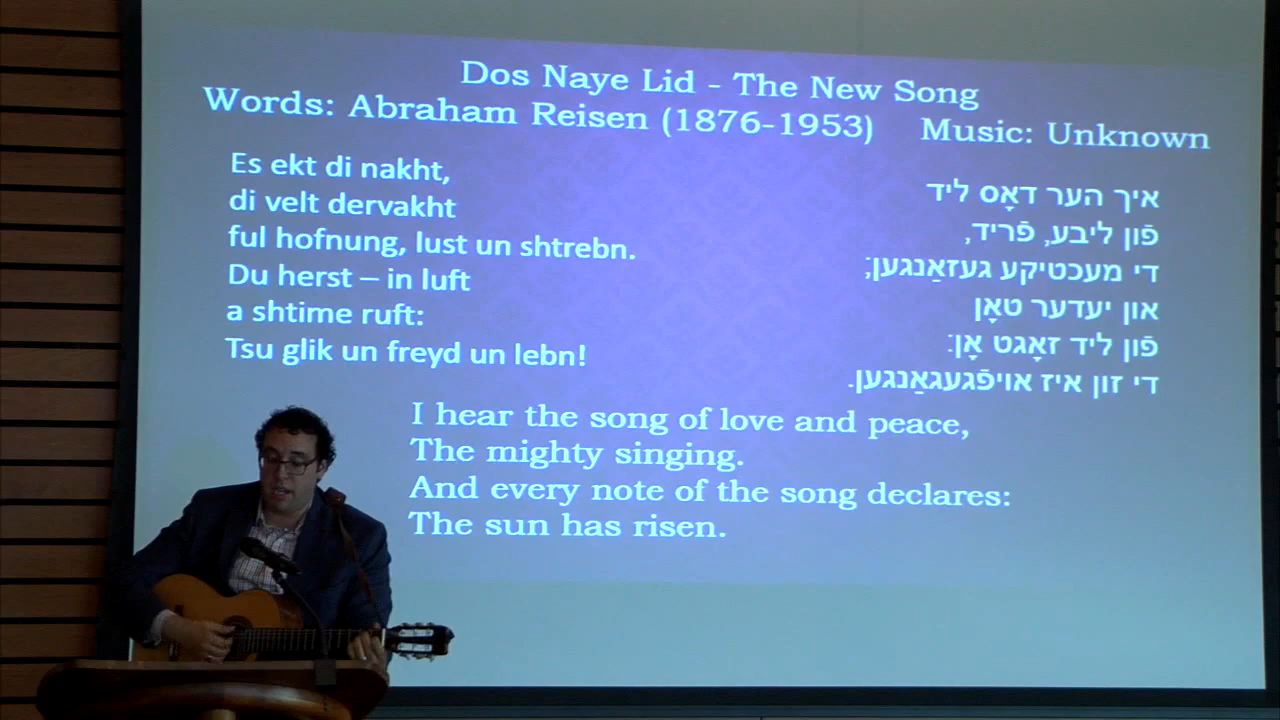 Dos Naye Lid - The New Song
Words: Abraham Reisen (1876-1953) Music: Unknown
Es ekt di nakht,
di velt dervakht
ful hofnung, lust un shtrebn.
Du herst – in luft
a shtime ruft:
Tsu glik un freyd un lebn!
איך הער דאָס ליד
פֿון ליבע, פֿריד,
די מעכטיקע געזאַנגען;
און יעדער טאָן
פֿון ליד זאָגט אָן:
די זון איז אויפֿגעגאַנגען.
I hear the song of love and peace,
The mighty singing.
And every note of the song declares:
The sun has risen.